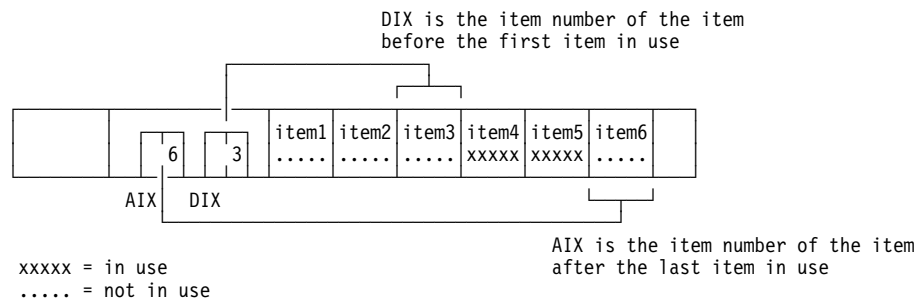 DIX is the item number of the item
before the first item in use
item1 item2 item3 item4 item5 item6
6 3 ..... ..... ..... xxxxx xxxxx .....
AIX DIX
AIX is the item number of the item
after the last item in use
xxxxx = in use
..... = not in use